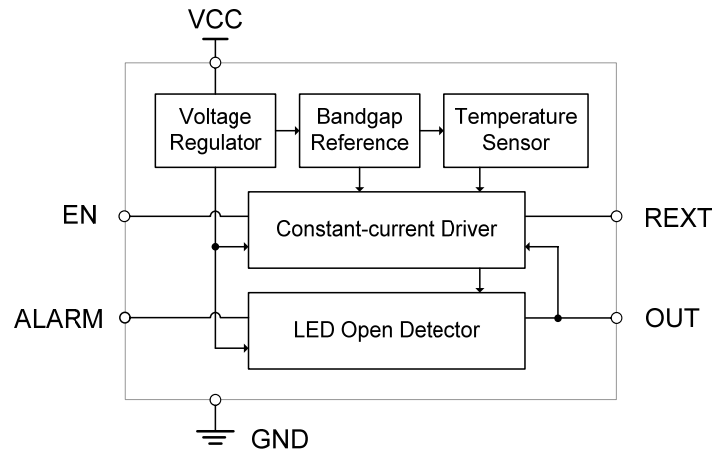 VCC
Voltage
Regulator
Bandgap
Reference
Temperature
Sensor
EN
Constant-current Driver
REXT
ALARM
LED Open Detector
OUT
GND